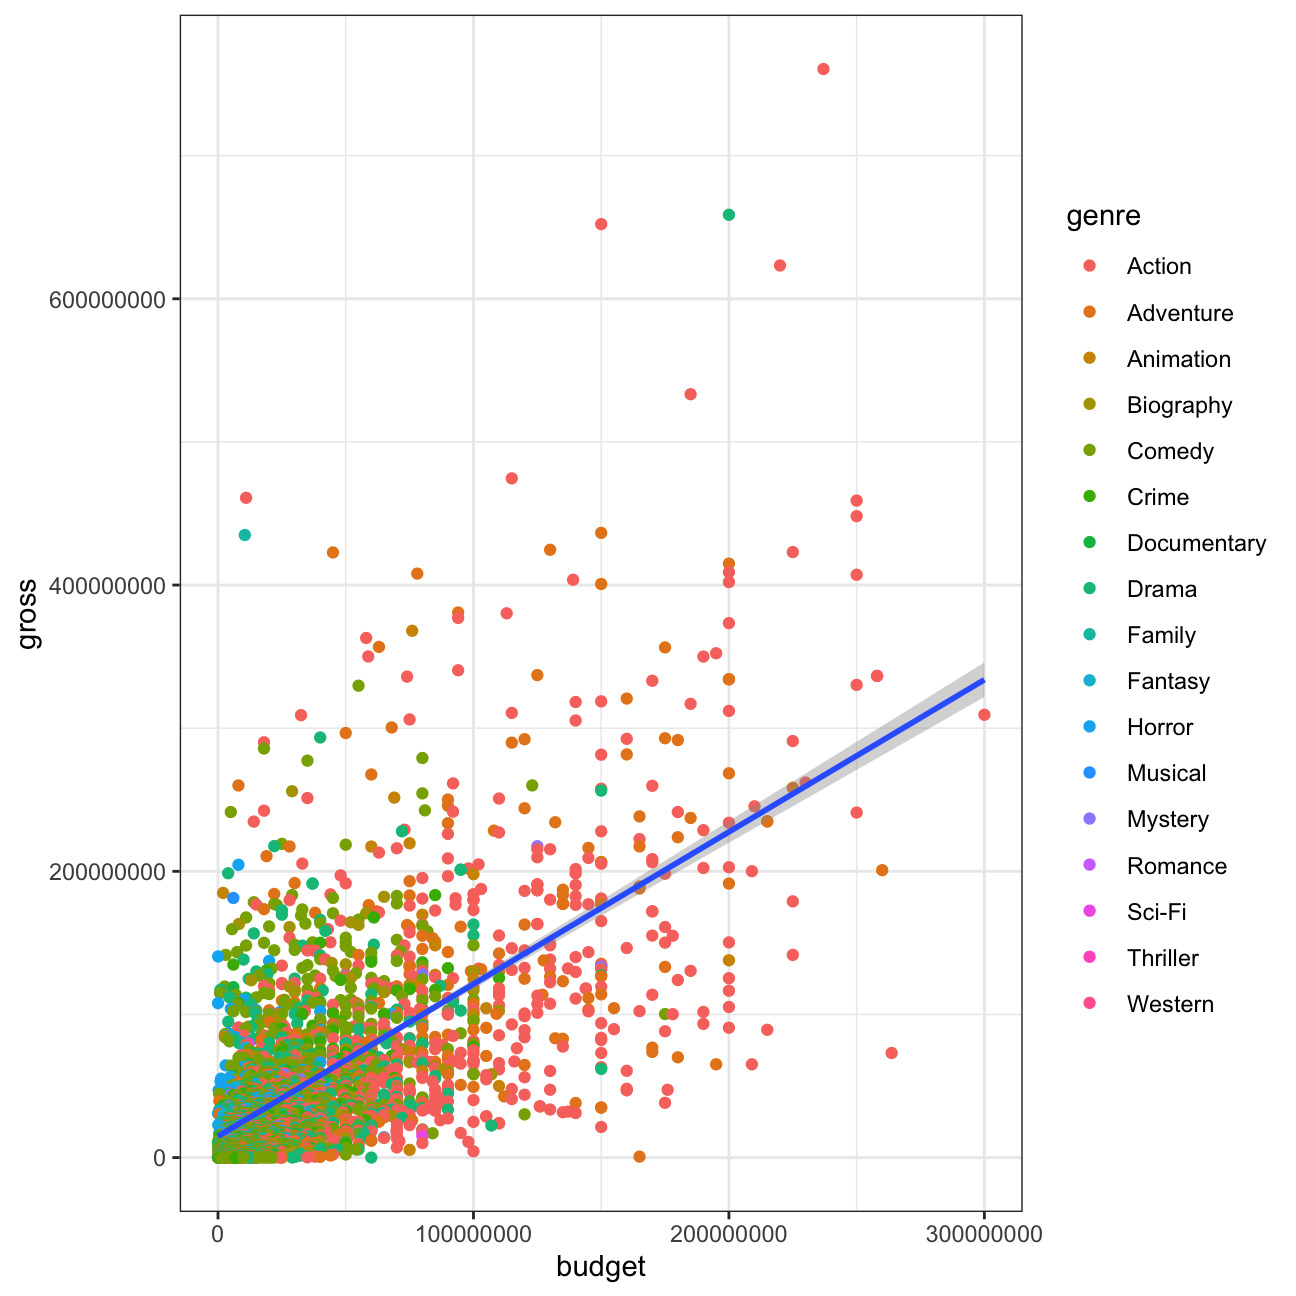 gross
600000000
400000000
200000000
0
0 100000000 200000000 300000000
budget
genre
Action
Adventure
Animation
Biography
Comedy
Crime
Documentary
Drama
Family
Fantasy
Horror
Musical
Mystery
Romance
Sci-Fi
Thriller
Western